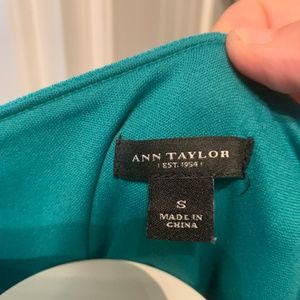 ANN TAYLOR
EST. 1954
S
MADE IN
CHINA